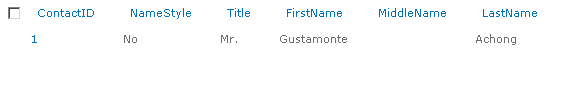 ContactID NameStyle Title FirstName MiddleName LastName
1 No Mr. Gustamonte Achong